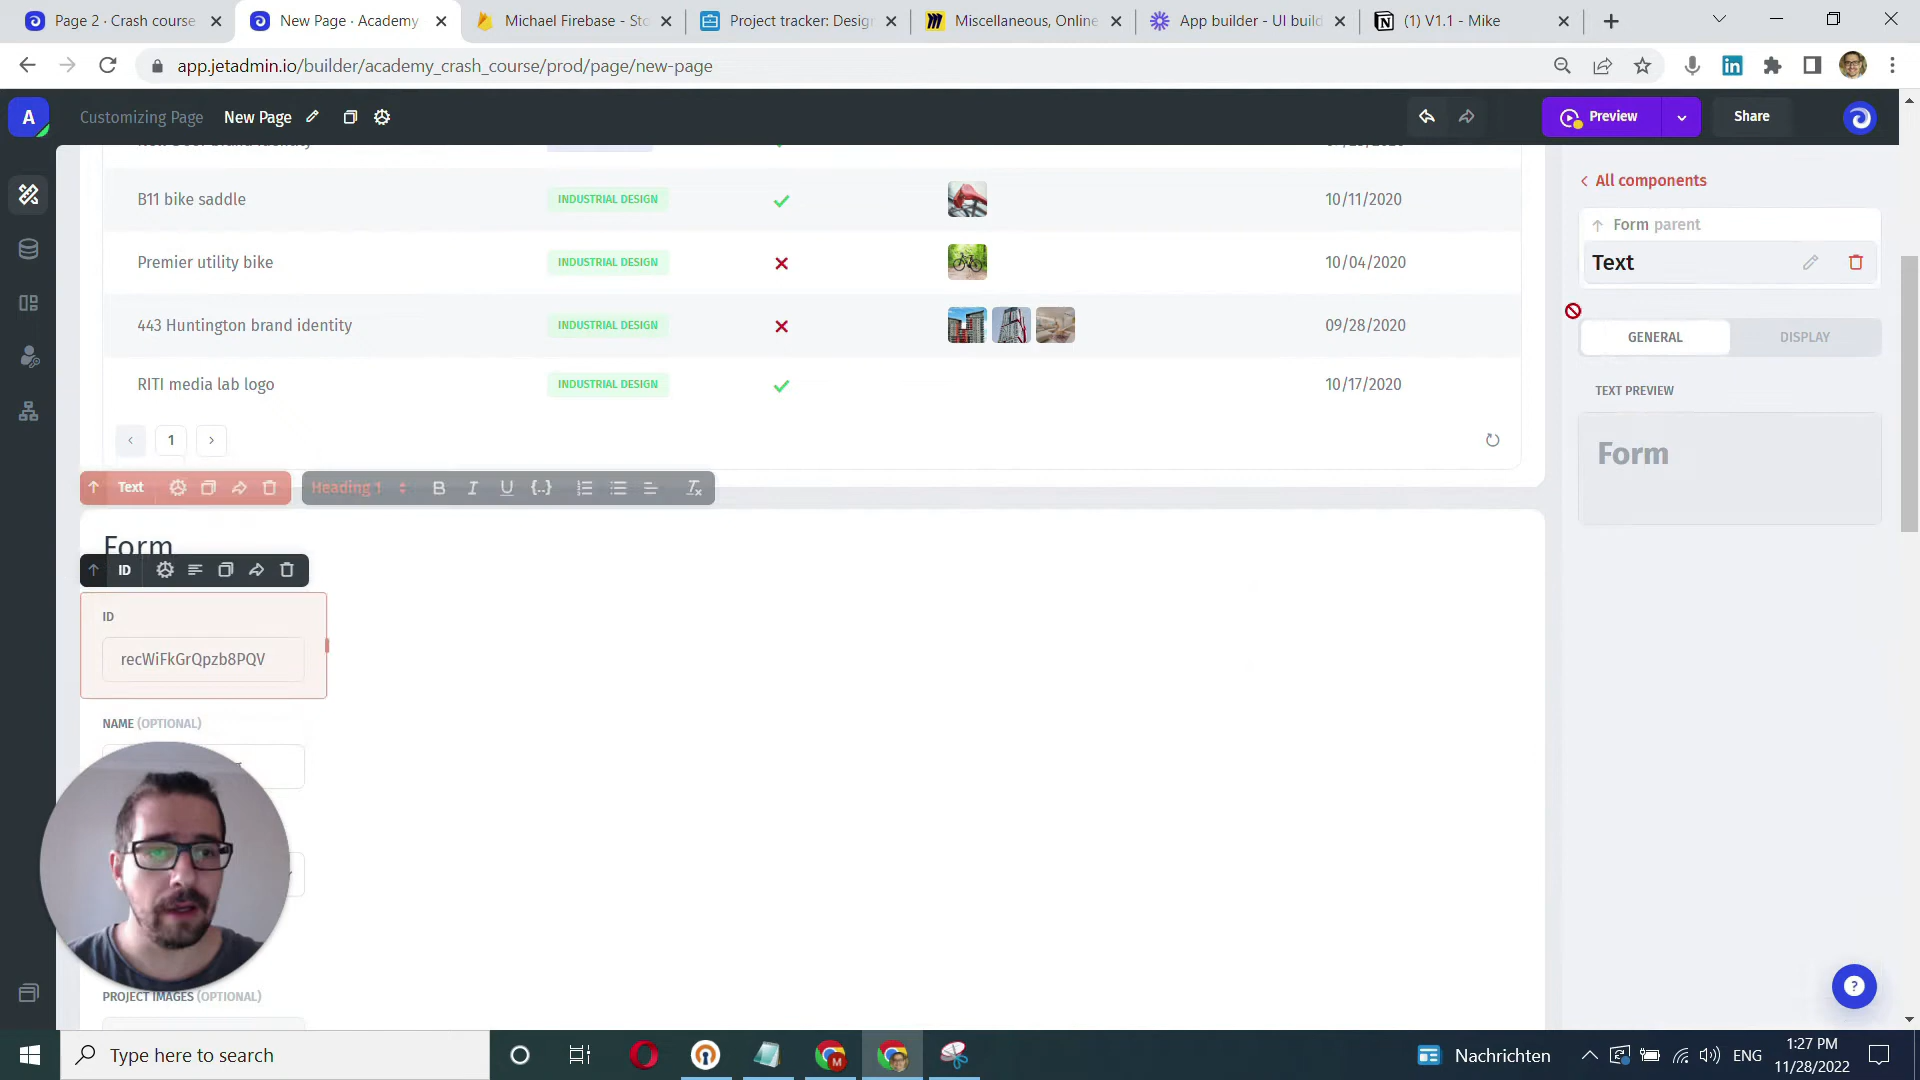 Page 2 · Crash course
New Page · Academy
Michael Firebase - Sto
Project tracker: Desig
Miscellaneous, Online
App builder - UI build
(1) V1.1 - Mike
app.jetadmin.io/builder/academy_crash_course/prod/page/new-page
A
Customizing Page
New Page
Preview
Share
B11 bike saddle
INDUSTRIAL DESIGN
10/11/2020
Premier utility bike
INDUSTRIAL DESIGN
10/04/2020
443 Huntington brand identity
INDUSTRIAL DESIGN
09/28/2020
RITI media lab logo
INDUSTRIAL DESIGN
10/17/2020
1
Text
Heading 1
B I U {..}
Form
ID
ID
recWiFkGrQpzb8PQV
NAME (OPTIONAL)
PROJECT IMAGES (OPTIONAL)
All components
Form parent
Text
GENERAL
DISPLAY
TEXT PREVIEW
Form
?
Type here to search
Nachrichten
ENG
1:27 PM
11/28/2022